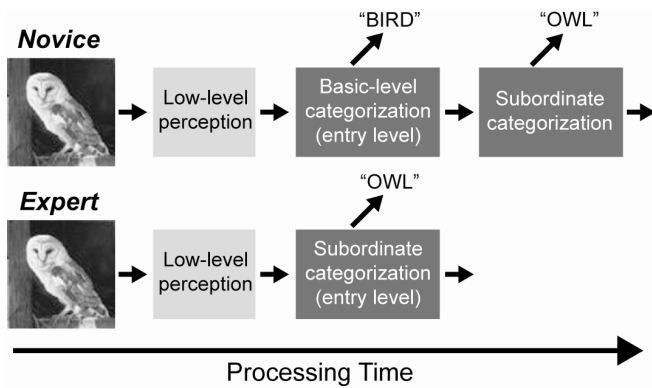 Novice
“BIRD”
“OWL”
Low-level
perception
Basic-level
categorization
(entry level)
Subordinate
categorization
Expert
“OWL”
Low-level
perception
Subordinate
categorization
(entry level)
Processing Time